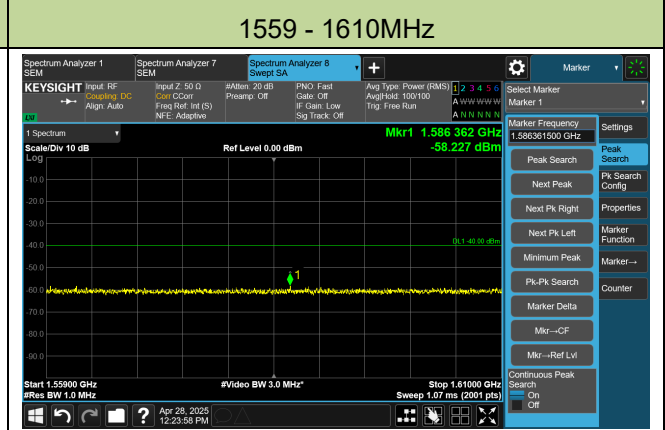 1559 - 1610MHz
Spectrum Analyzer 1
SEM
Spectrum Analyzer 7
SEM
Spectrum Analyzer 8
Swept SA
Marker
KEYSIGHT
Input: RF
Coupling: DC
Align: Auto
Input Z: 50 Ω
Corr CCorr
Freq Ref: Int (S)
NFE: Adaptive
#Atten: 20 dB
Preamp: Off
PNO: Fast
Gate: Off
IF Gain: Low
Sig Track: Off
Avg Type: Power (RMS)
Avg|Hold: 100/100
Trig: Free Run
1 2 3 4 5 6
A W W W W W
A N N N N N
LXI
Select Marker
Marker 1
1 Spectrum
Scale/Div 10 dB
Log
Ref Level 0.00 dBm
Mkr1 1.586 362 GHz
-58.227 dBm
-10.0
-20.0
-30.0
-40.0
-50.0
-60.0
-70.0
-80.0
-90.0
DL1 -40.00 dBm
1
Start 1.55900 GHz
#Res BW 1.0 MHz
#Video BW 3.0 MHz*
Stop 1.61000 GHz
Sweep 1.07 ms (2001 pts)
Marker Frequency
1.586361500 GHz
Peak Search
Next Peak
Next Pk Right
Next Pk Left
Minimum Peak
Pk-Pk Search
Marker Delta
Mkr→CF
Mkr→Ref Lvl
Continuous Peak
Search
On
Off
Settings
Peak
Search
Pk Search
Config
Properties
Marker
Function
Marker→
Counter
Apr 28, 2025
12:23:58 PM